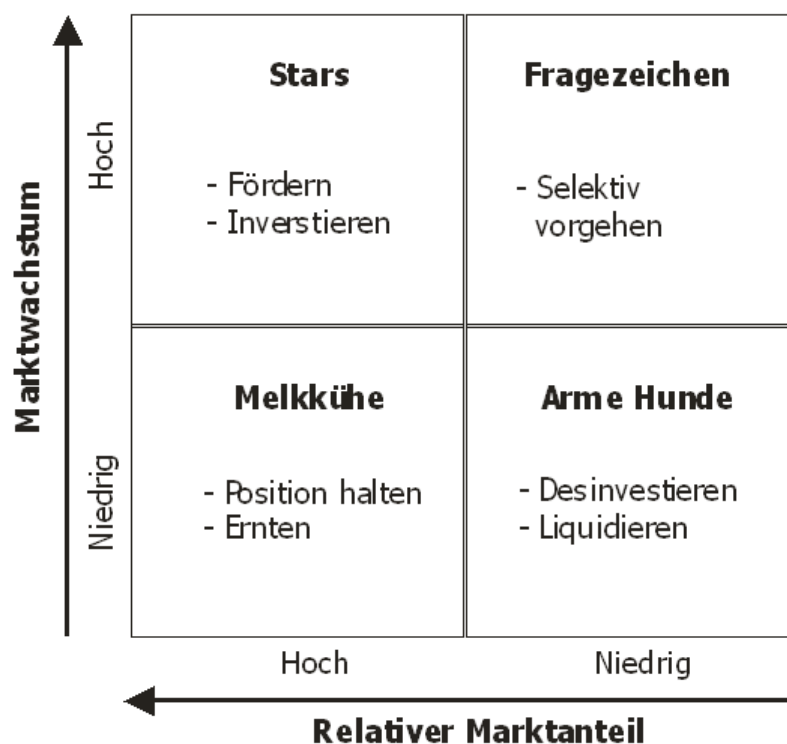 Stars
- Fördern
- Inverstieren
Fragezeichen
- Selektiv
vorgehen
Melkkühe
- Position halten
- Ernten
Arme Hunde
- Desinvestieren
- Liquidieren
Marktwachstum
Hoch
Niedrig
Hoch
Niedrig
Relativer Marktanteil